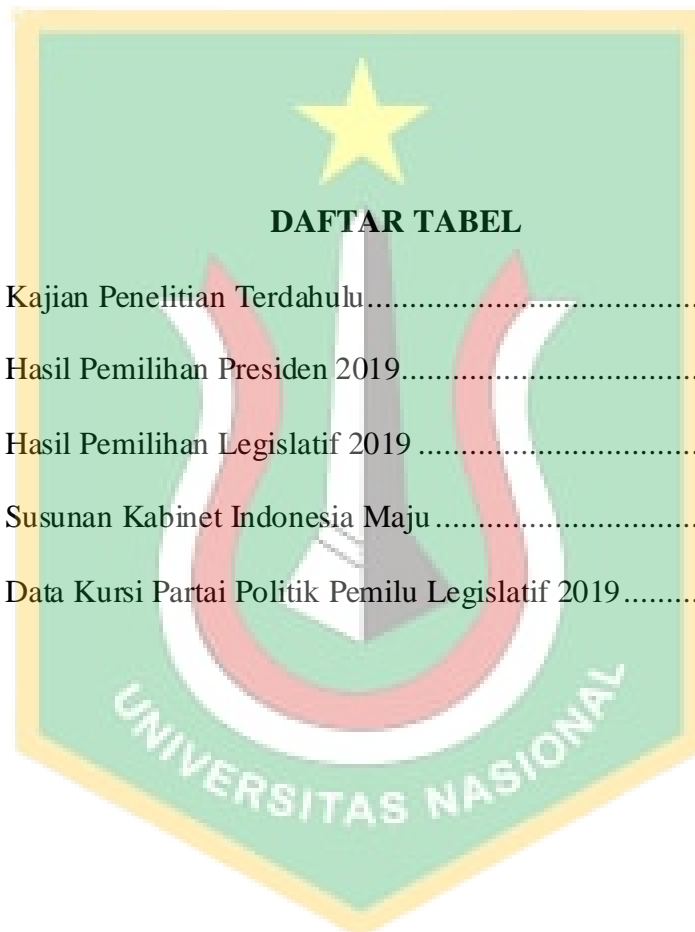 DAFTAR TABEL
Kajian Penelitian Terdahulu......................................
Hasil Pemilihan Presiden 2019..................................
Hasil Pemilihan Legislatif 2019 ................................
Susunan Kabinet Indonesia Maju..............................
Data Kursi Partai Politik Pemilu Legislatif 2019.........
UNIVERSITAS NASIONAL